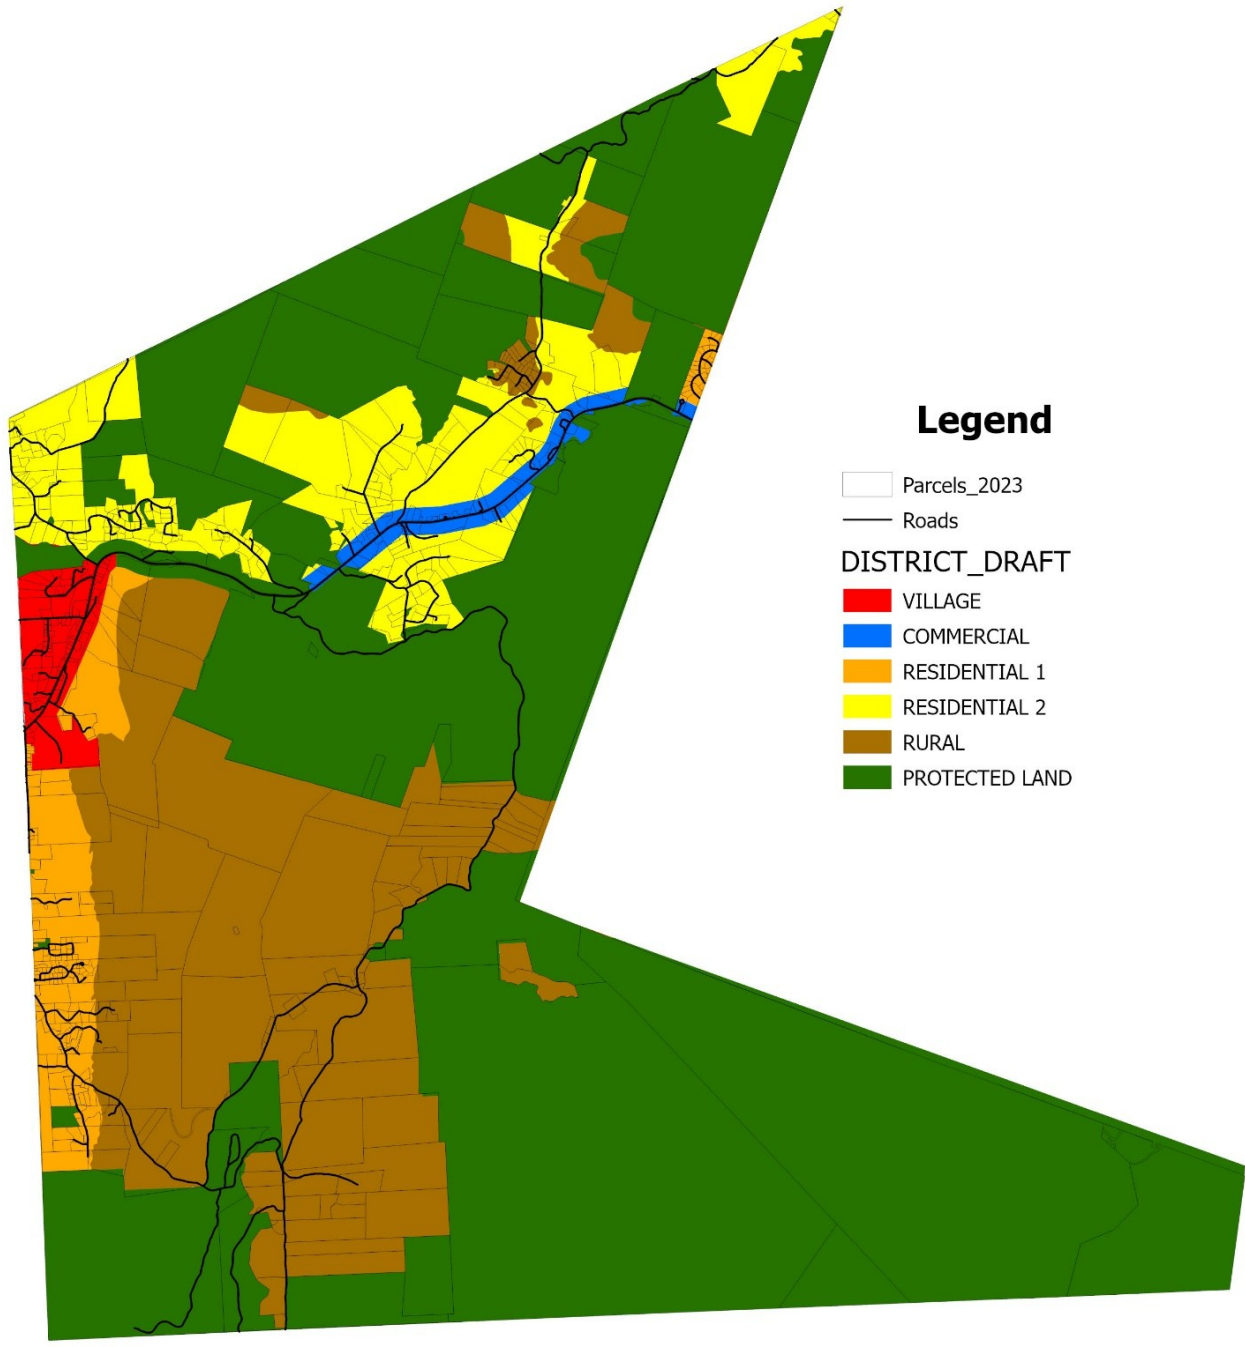 Legend
Parcels_2023
Roads
DISTRICT_DRAFT
VILLAGE
COMMERCIAL
RESIDENTIAL 1
RESIDENTIAL 2
RURAL
PROTECTED LAND